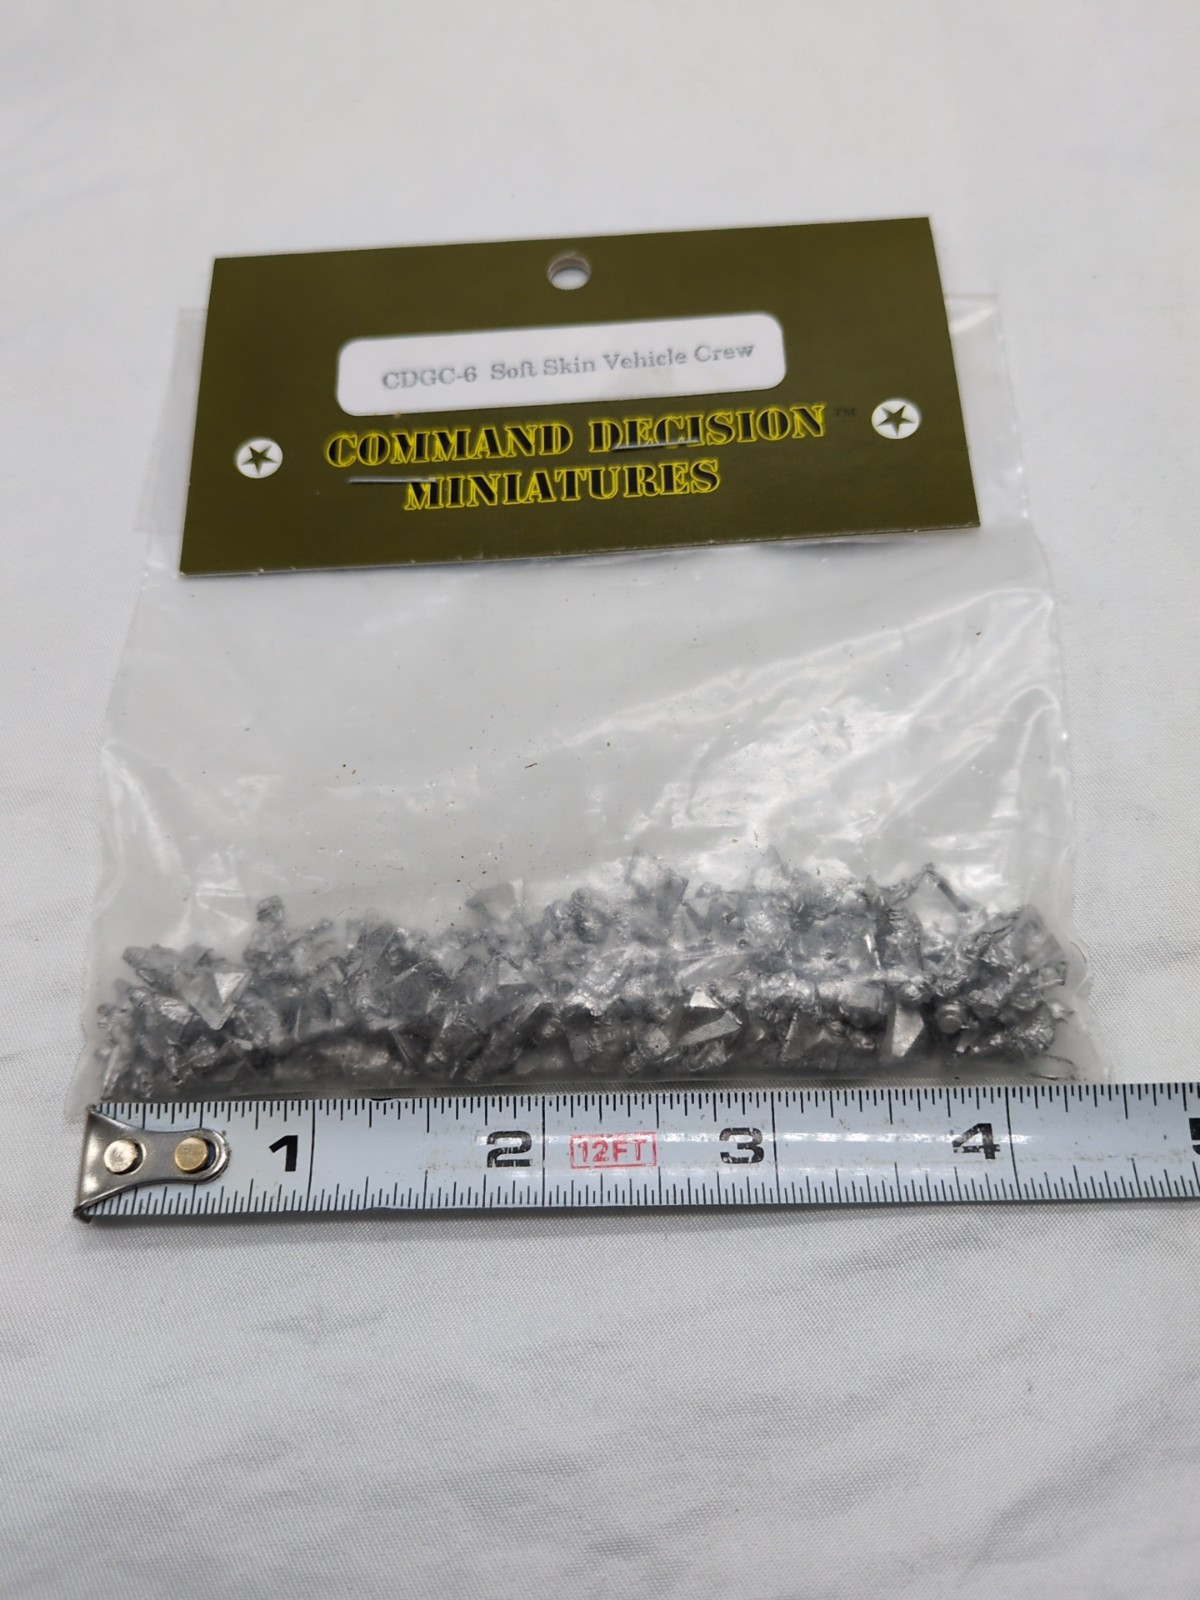 CDGC-6 Soft Skin Vehicle Crew
COMMAND DECISION™
MINIATURES
1 2 12FT 3 4 5